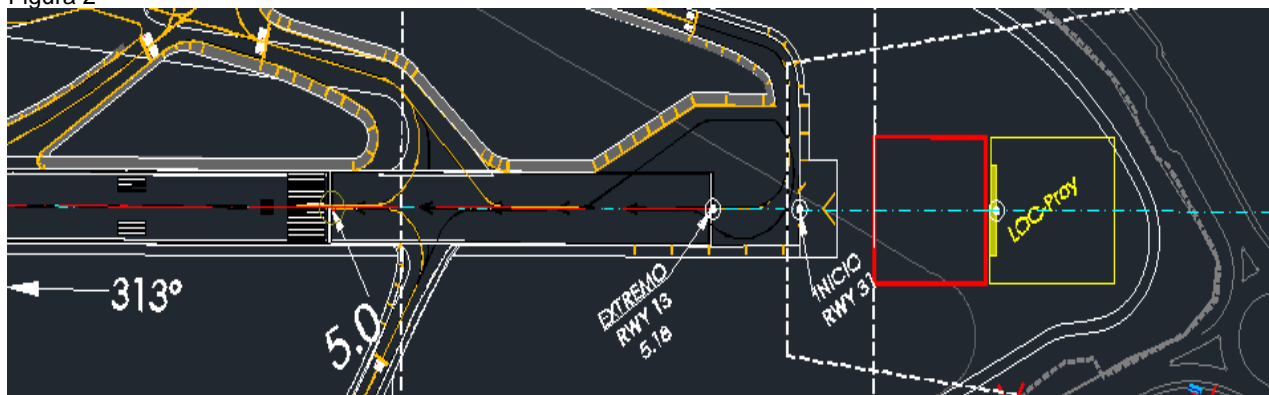 Figura 2
313°
5.0
EXTREMO
RWY 13
5.18
INICIO
RWY 31
LOC-Proy